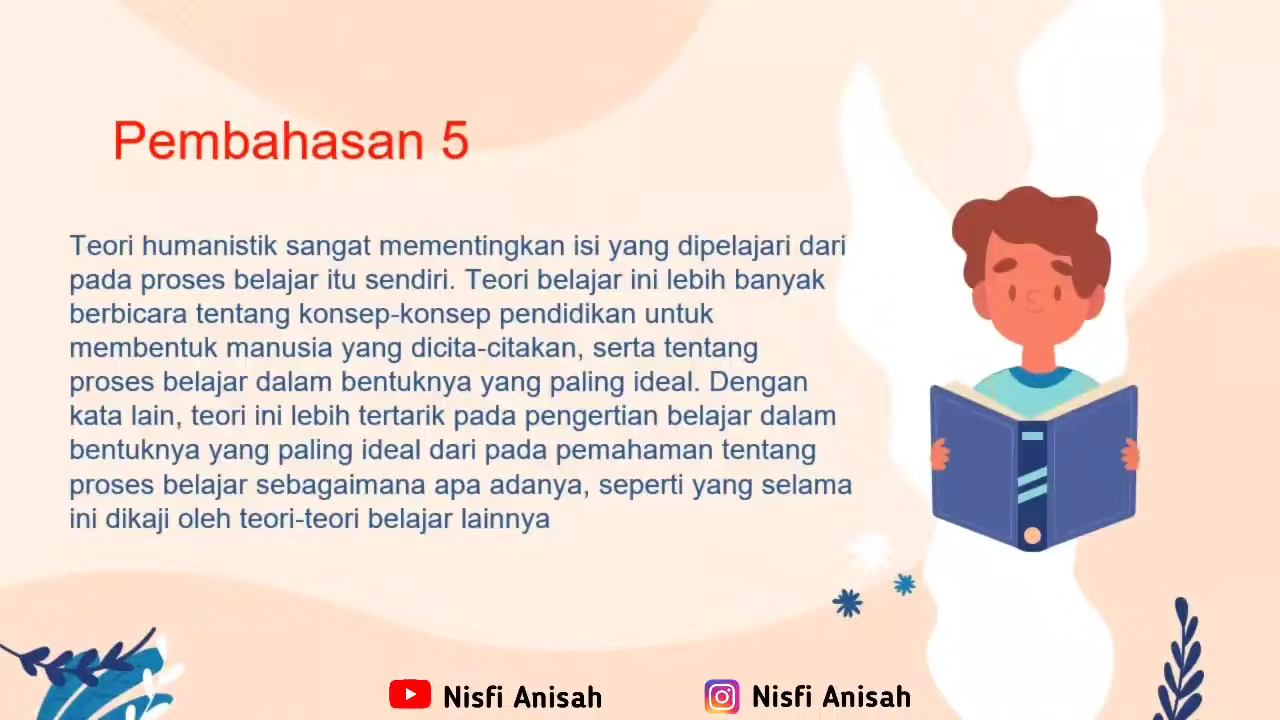 Pembahasan 5
Teori humanistik sangat mementingkan isi yang dipelajari dari
pada proses belajar itu sendiri. Teori belajar ini lebih banyak
berbicara tentang konsep-konsep pendidikan untuk
membentuk manusia yang dicita-citakan, serta tentang
proses belajar dalam bentuknya yang paling ideal. Dengan
kata lain, teori ini lebih tertarik pada pengertian belajar dalam
bentuknya yang paling ideal dari pada pemahaman tentang
proses belajar sebagaimana apa adanya, seperti yang selama
ini dikaji oleh teori-teori belajar lainnya
Nisfi Anisah
Nisfi Anisah